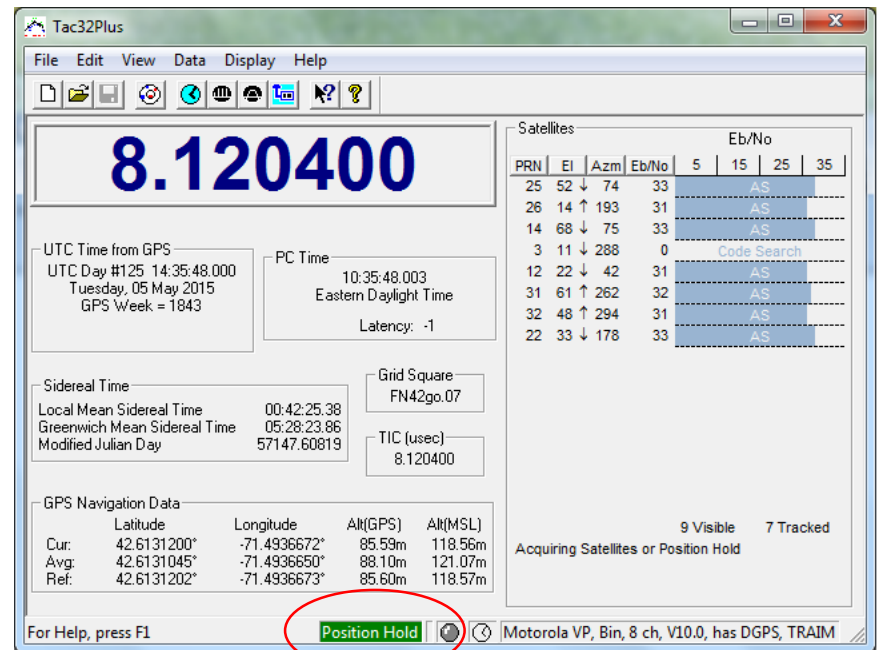 Tac32Plus
File Edit View Data Display Help
8.120400
UTC Time from GPS
UTC Day #125 14:35:48.000
Tuesday, 05 May 2015
GPS Week = 1843
PC Time
10:35:48.003
Eastern Daylight Time
Latency: -1
Sidereal Time
Local Mean Sidereal Time 00:42:25.38
Greenwich Mean Sidereal Time 05:28:23.86
Modified Julian Day 57147.60819
Grid Square
FN42go.07
TIC (usec)
8.120400
GPS Navigation Data
Latitude Longitude Alt(GPS) Alt(MSL)
Cur: 42.6131200° -71.4936672° 85.59m 118.56m
Avg: 42.6131045° -71.4936650° 88.10m 121.07m
Ref: 42.6131202° -71.4936673° 85.60m 118.57m
Satellites
Eb/No
PRN El Azm Eb/No 5 15 25 35
25 52 ↓ 74 33 AS
26 14 ↑ 193 31 AS
14 68 ↓ 75 33 AS
3 11 ↓ 288 0 Code Search
12 22 ↓ 42 31 AS
31 61 ↑ 262 32 AS
32 48 ↑ 294 31 AS
22 33 ↓ 178 33 AS
9 Visible 7 Tracked
Acquiring Satellites or Position Hold
For Help, press F1
Position Hold
Motorola VP, Bin, 8 ch, V10.0, has DGPS, TRAIM